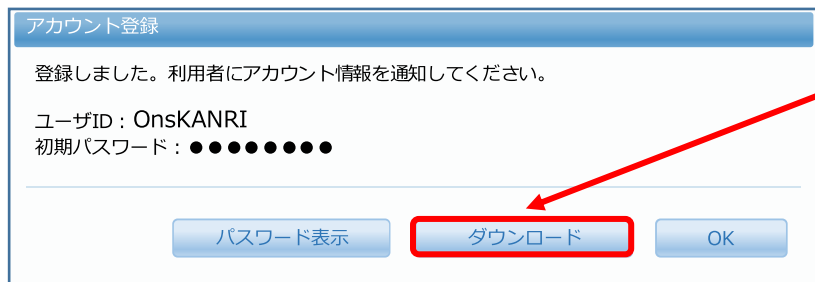 アカウント登録
登録しました。利用者にアカウント情報を通知してください。
ユーザID：OnsKANRI
初期パスワード：●●●●●●●●
パスワード表示 ダウンロード OK